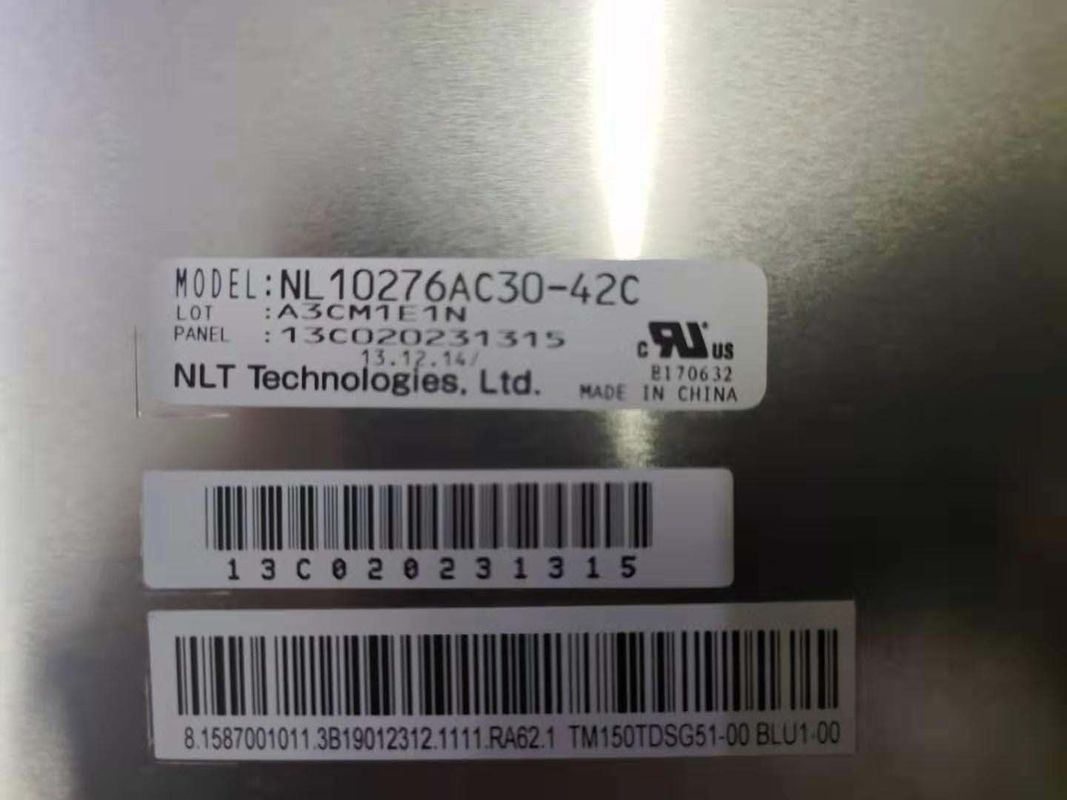 MODEL:NL10276AC30-42C
LOT :A3CM1E1N
PANEL :13C020231315
13.12.14/
NLT Technologies, Ltd.
C RU US
E170632
MADE IN CHINA
13C020231315
8.1587001011.3B19012312.1111.RA62.1 TM150TDSG51-00 BLU1-00